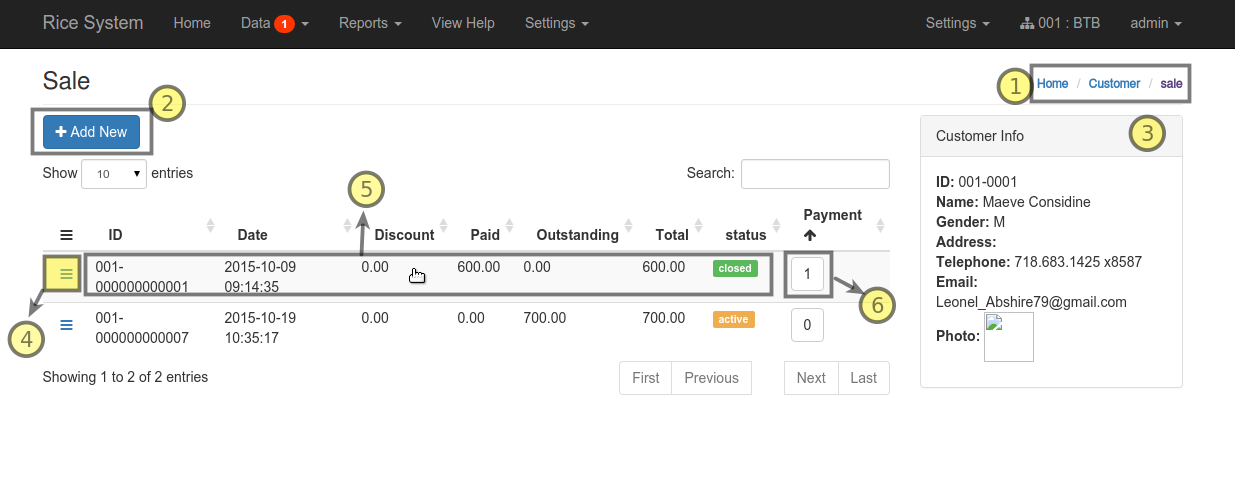 Rice System Home Data 1 Reports View Help Settings Settings 001 : BTB admin
Sale
1 Home / Customer / sale
2
+ Add New
Customer Info 3
Show 10 entries
Search:
5
ID Date Discount Paid Outstanding Total status Payment
001-000000000001 2015-10-09 09:14:35 0.00 600.00 0.00 600.00 closed 1
4
6
001-000000000007 2015-10-19 10:35:17 0.00 0.00 700.00 700.00 active 0
Showing 1 to 2 of 2 entries
First Previous Next Last
ID: 001-0001
Name: Maeve Considine
Gender: M
Address:
Telephone: 718.683.1425 x8587
Email:
Leonel_Abshire79@gmail.com
Photo: